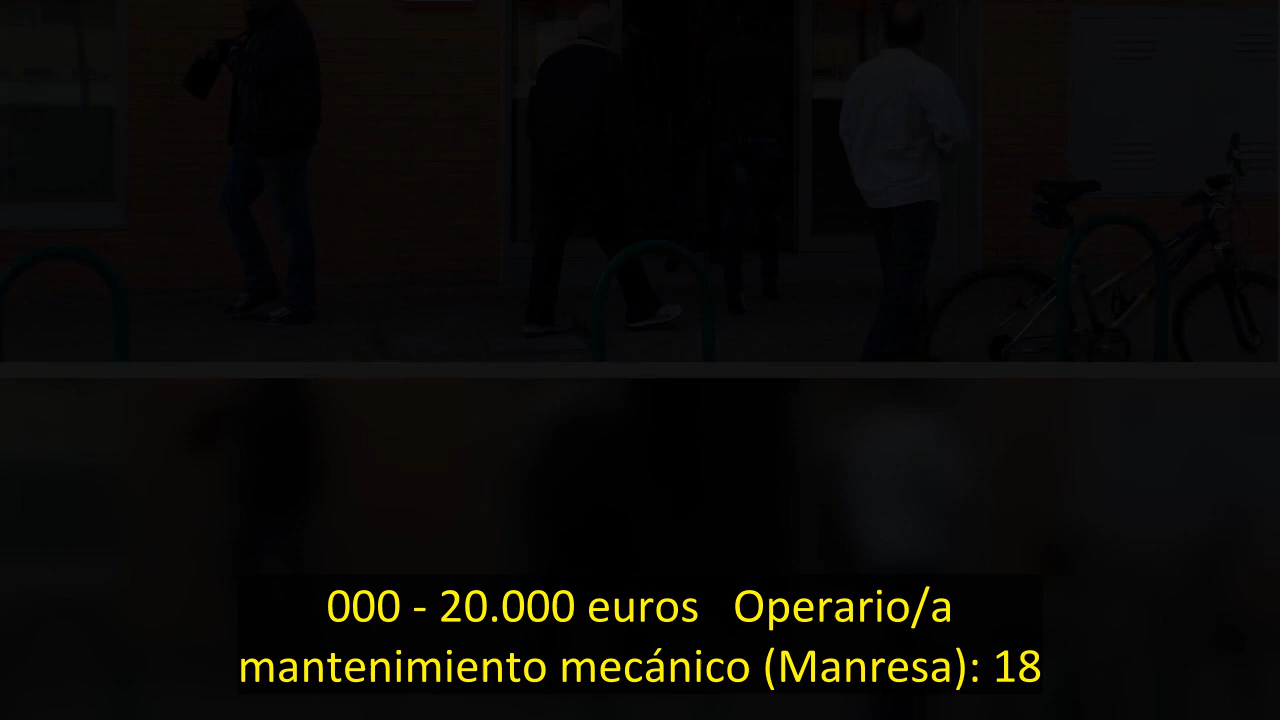 000 - 20.000 euros   Operario/a
mantenimiento mecánico (Manresa): 18